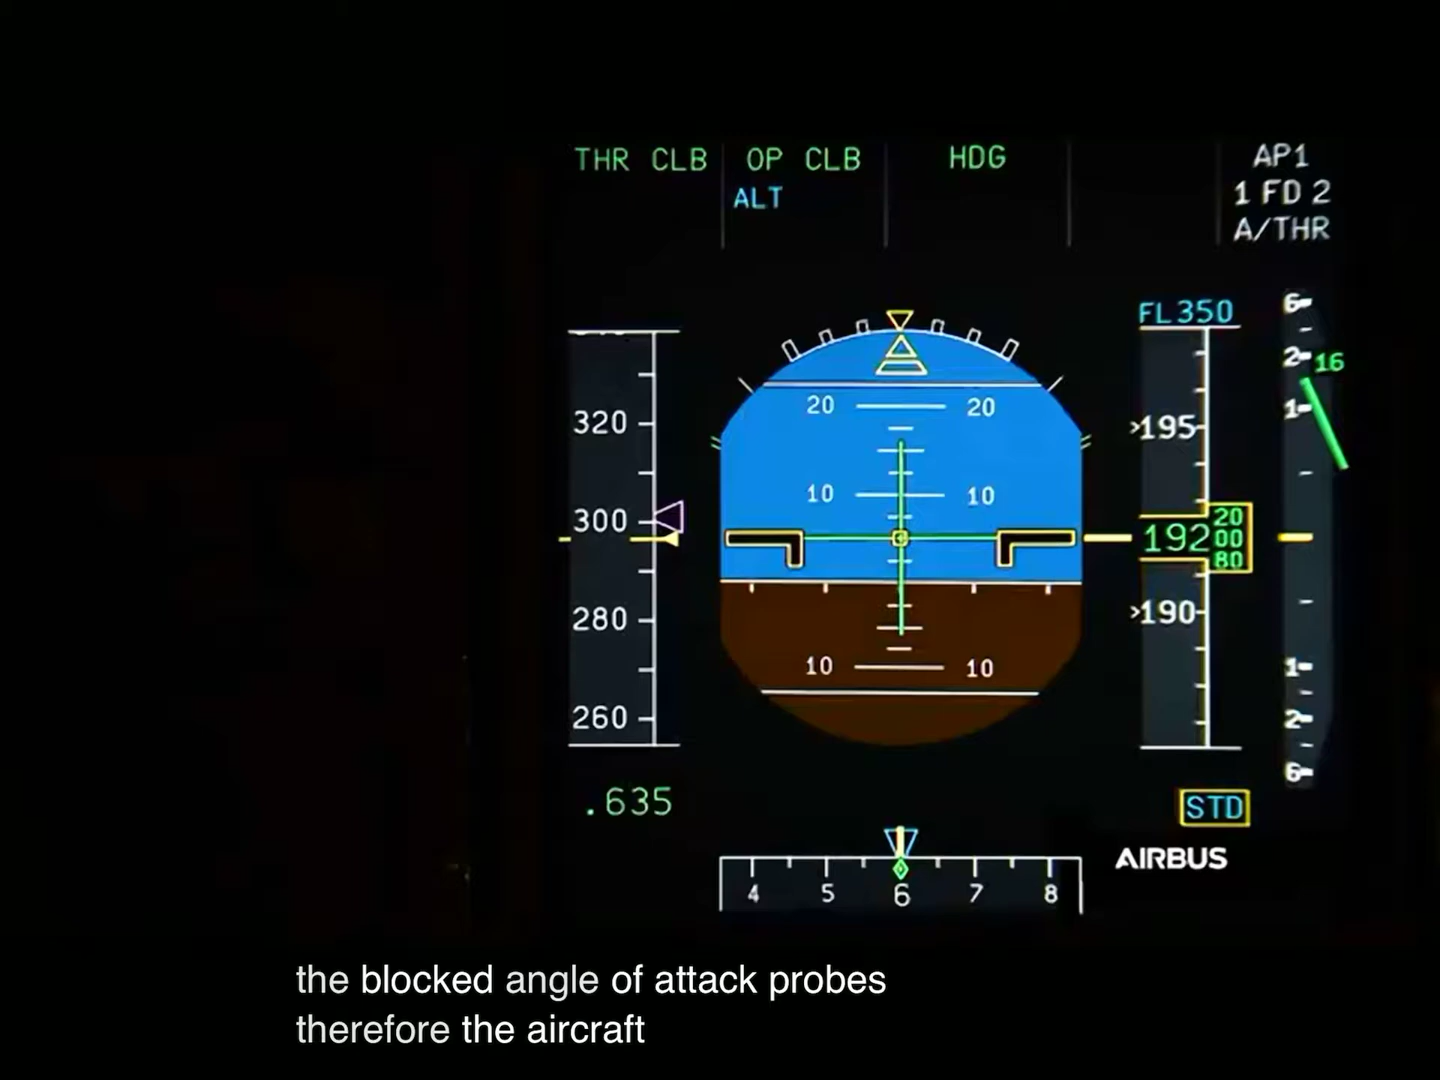 THR CLB OP CLB HDG AP1
ALT 1 FD 2
A/THR
FL350
6
2 16
1
320
300
280
260
20 20
10 10
10 10
195
192 20
00
80
190
1
2
6
.635
STD
AIRBUS
4 5 6 7 8
the blocked angle of attack probes
therefore the aircraft